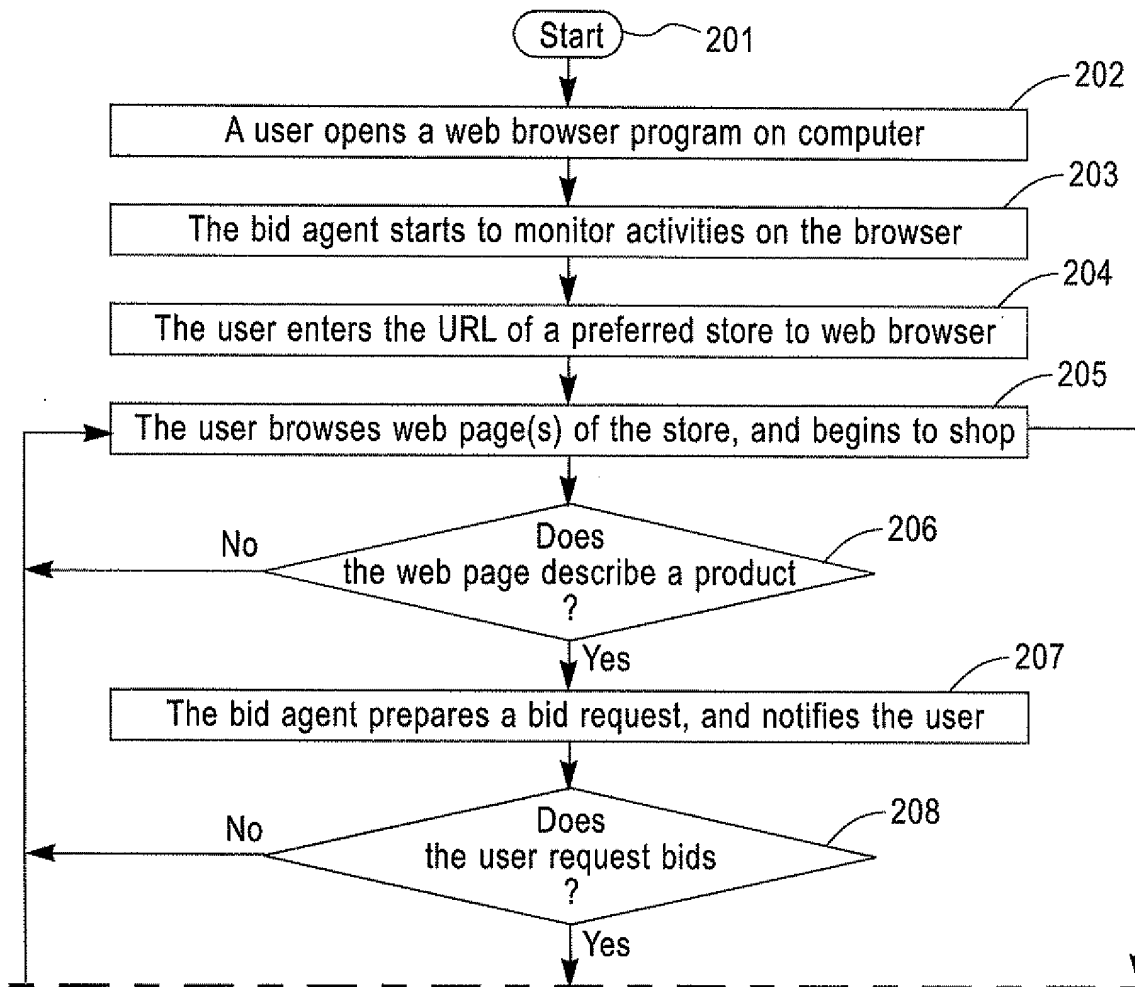 Start
201
202
A user opens a web browser program on computer
203
The bid agent starts to monitor activities on the browser
204
The user enters the URL of a preferred store to web browser
205
The user browses web page(s) of the store, and begins to shop
206
No
Does
the web page describe a product
?
Yes
207
The bid agent prepares a bid request, and notifies the user
208
No
Does
the user request bids
?
Yes